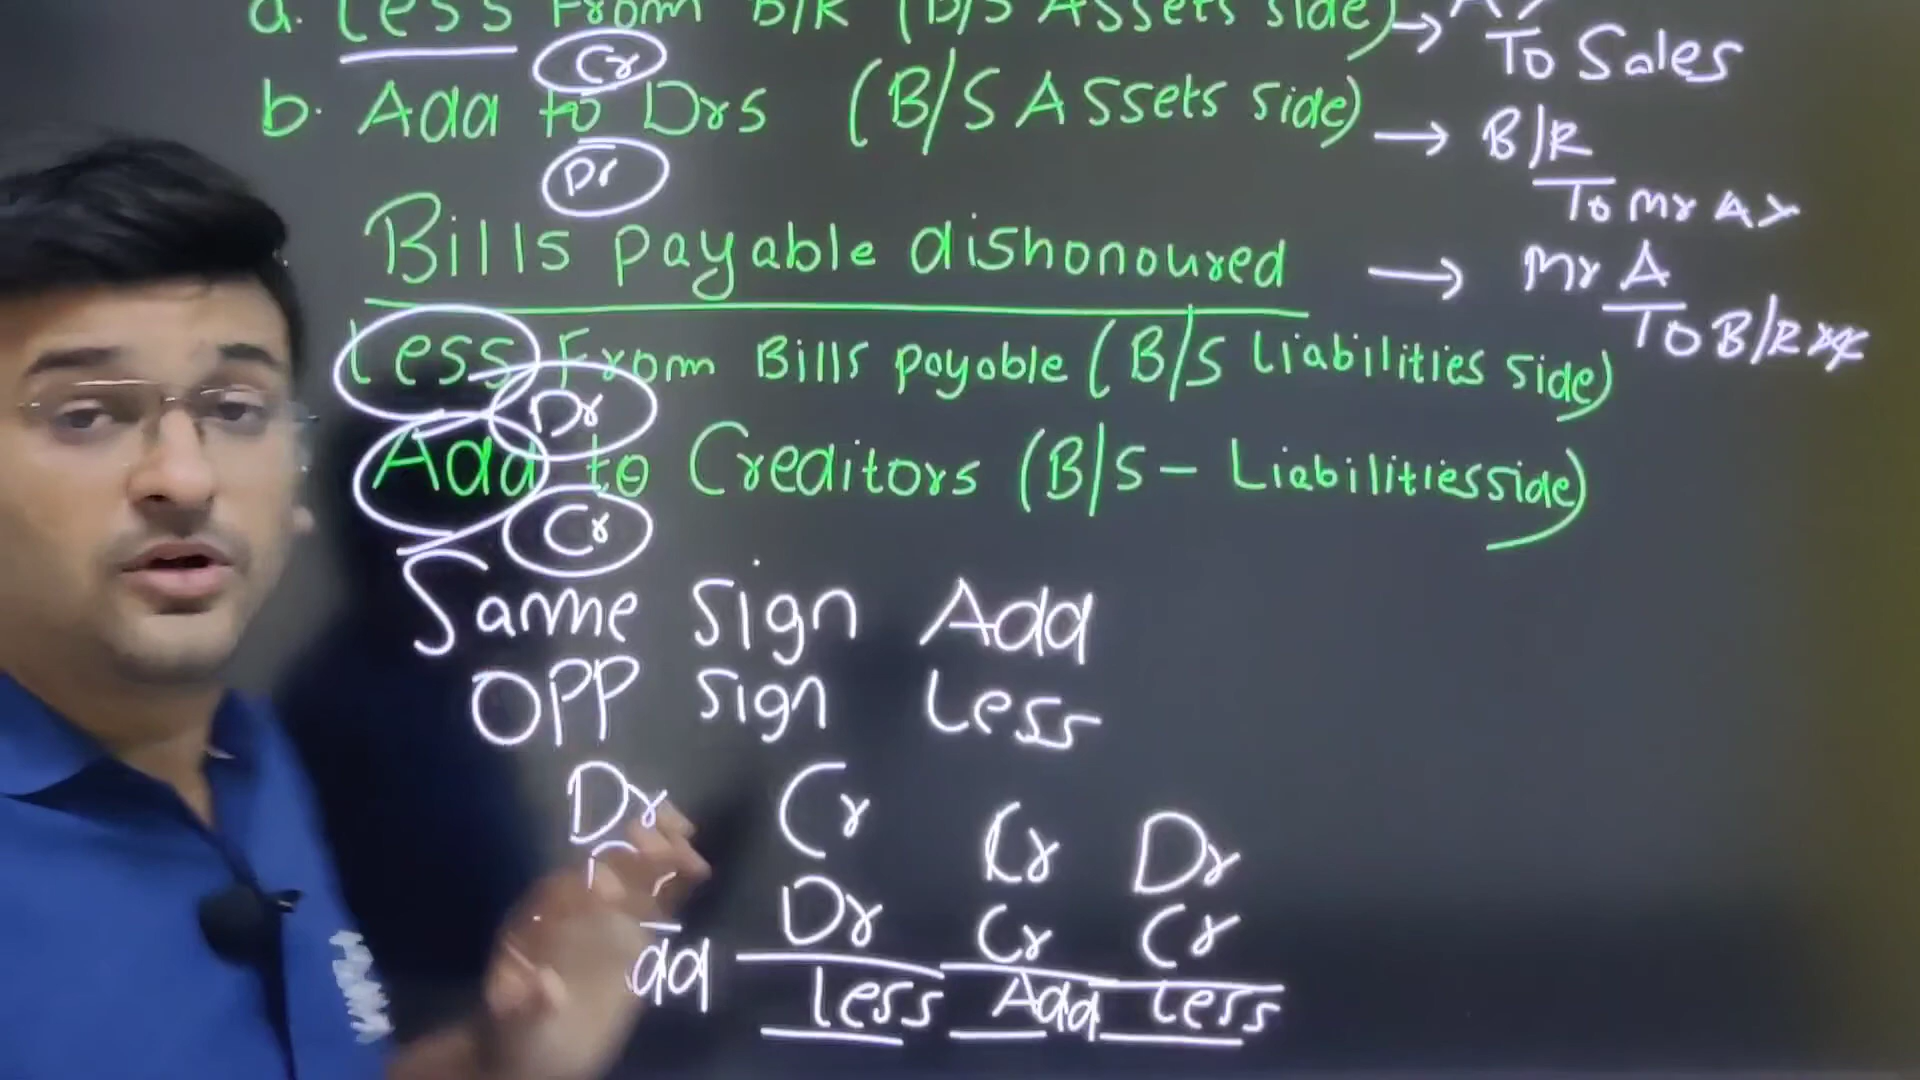 a. Less From B/R (B/S Assets side) →
To Sales
Cr
b. Add to Drs (B/S Assets side) → B/R
Dr
To Mr A
Bills payable dishonoured → Mr A
To B/R
Less From Bills payable (B/S Liabilities side)
Dr
Add to Creditors (B/S - Liabilities side)
Cr
Same sign Add
OPP sign Less
Dr Cr Cr Dr
Dr Cr Cr
Less Add Less